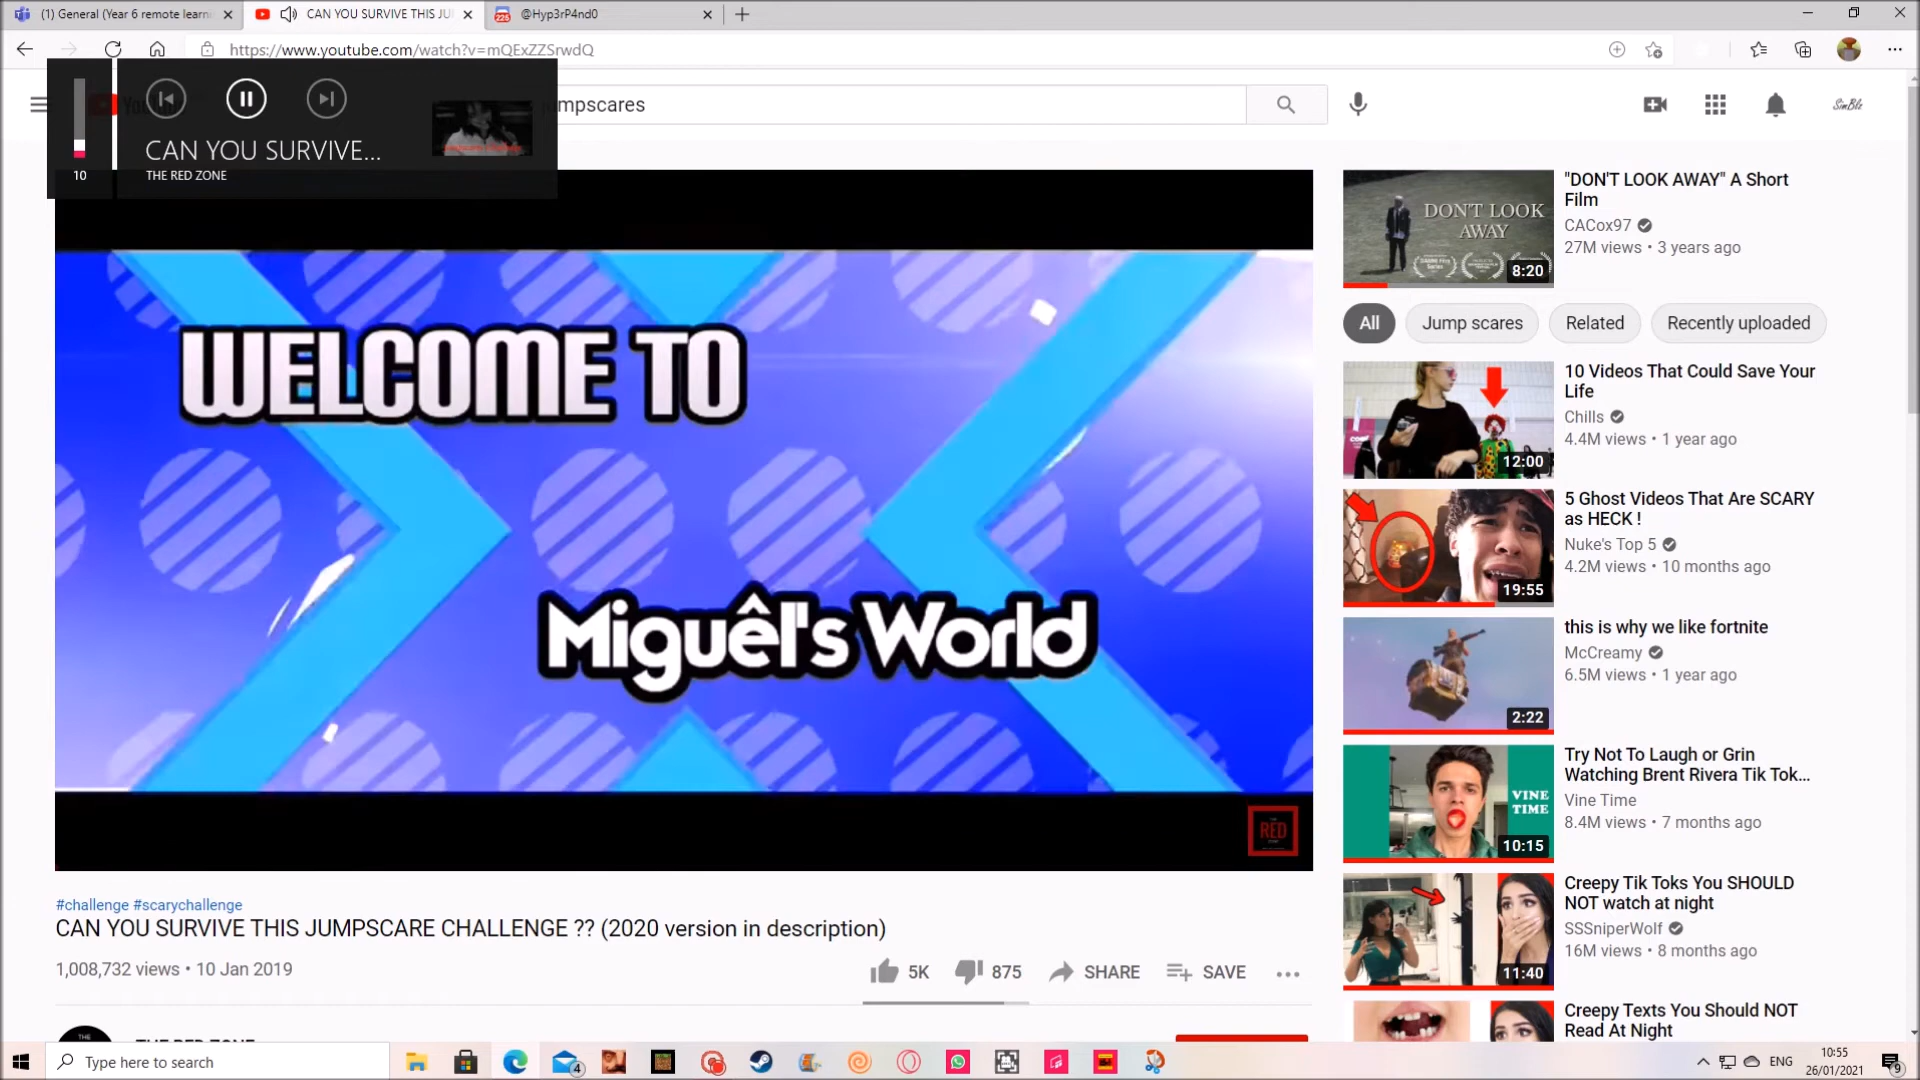 (1) General (Year 6 remote learni
CAN YOU SURVIVE THIS JU
@Hyp3rP4nd0
https://www.youtube.com/watch?v=mQExZZSrwdQ
mpscares
SimBlz
CAN YOU SURVIVE...
THE RED ZONE
10
WELCOME TO
Miguêl's World
RED
#challenge #scarychallenge
CAN YOU SURVIVE THIS JUMPSCARE CHALLENGE ?? (2020 version in description)
1,008,732 views • 10 Jan 2019
5K
875
SHARE
SAVE
THE RED ZONE
"DON'T LOOK AWAY" A Short
Film
CACox97
27M views • 3 years ago
DON'T LOOK
AWAY
8:20
All
Jump scares
Related
Recently uploaded
10 Videos That Could Save Your
Life
Chills
4.4M views • 1 year ago
12:00
5 Ghost Videos That Are SCARY
as HECK !
Nuke's Top 5
4.2M views • 10 months ago
19:55
this is why we like fortnite
McCreamy
6.5M views • 1 year ago
2:22
Try Not To Laugh or Grin
Watching Brent Rivera Tik Tok...
Vine Time
8.4M views • 7 months ago
VINE
TIME
10:15
Creepy Tik Toks You SHOULD
NOT watch at night
SSSniperWolf
16M views • 8 months ago
11:40
Creepy Texts You Should NOT
Read At Night
Type here to search
4
ENG
10:55
26/01/2021
9